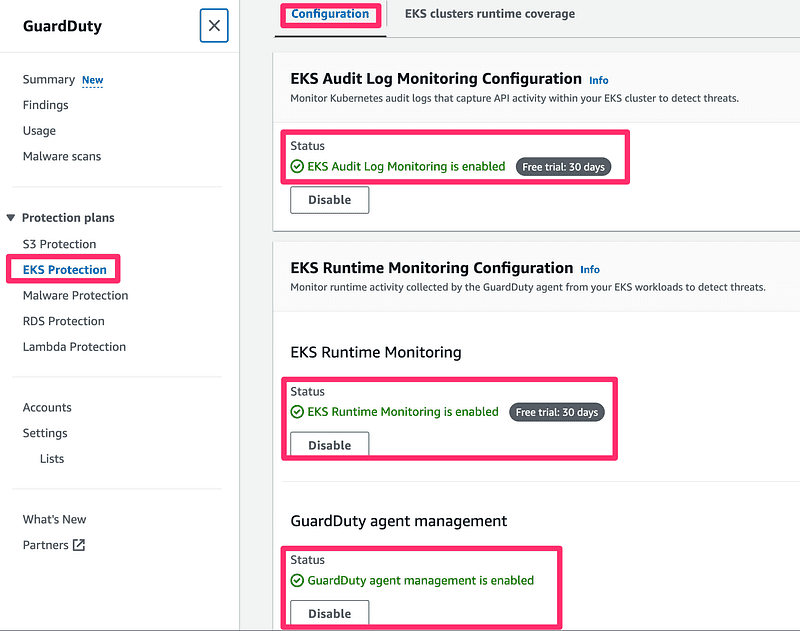 GuardDuty
Summary New
Findings
Usage
Malware scans
Protection plans
S3 Protection
EKS Protection
Malware Protection
RDS Protection
Lambda Protection
Accounts
Settings
Lists
What's New
Partners
Configuration EKS clusters runtime coverage
EKS Audit Log Monitoring Configuration Info
Monitor Kubernetes audit logs that capture API activity within your EKS cluster to detect threats.
Status
EKS Audit Log Monitoring is enabled Free trial: 30 days
Disable
EKS Runtime Monitoring Configuration Info
Monitor runtime activity collected by the GuardDuty agent from your EKS workloads to detect threats.
EKS Runtime Monitoring
Status
EKS Runtime Monitoring is enabled Free trial: 30 days
Disable
GuardDuty agent management
Status
GuardDuty agent management is enabled
Disable